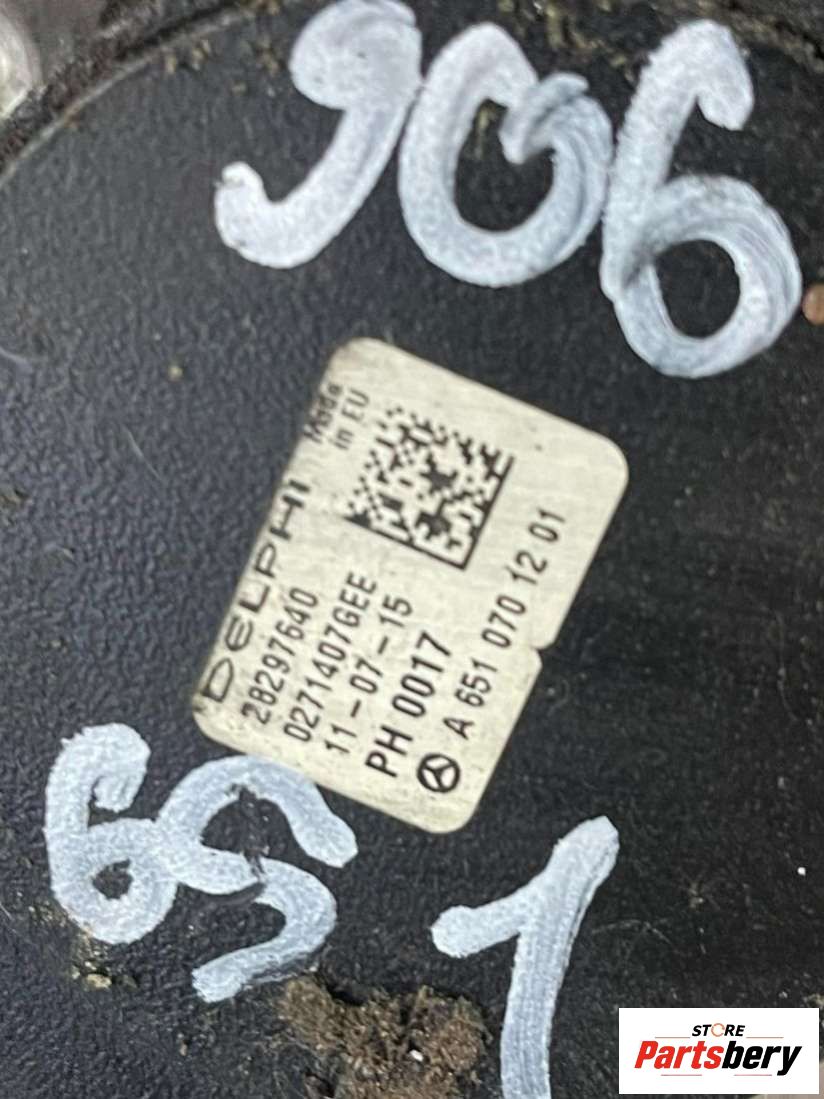 906
Made
in EU
DELPHI
28297640
0271407GEE
11-07-15
PH 0017
A 651 070 12 01
651
STORE
Partsbery